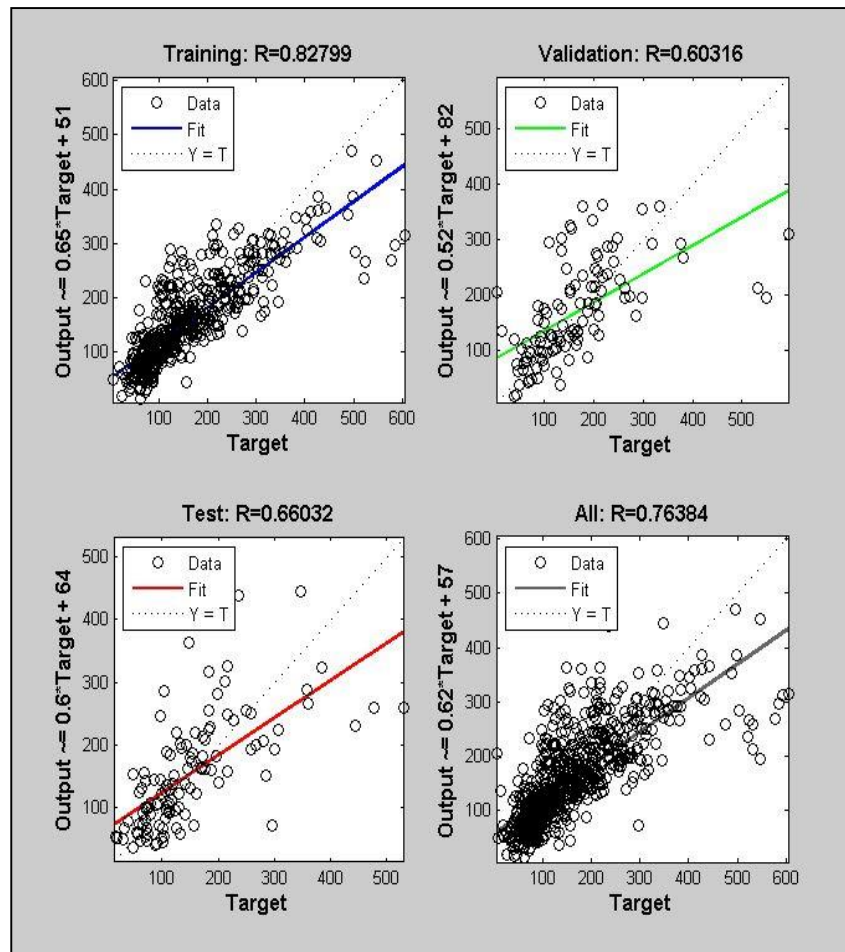 Training: R=0.82799
Output ~= 0.65*Target + 51
600
500
400
300
200
100
Data
Fit
Y = T
100 200 300 400 500 600
Target
Validation: R=0.60316
Output ~= 0.52*Target + 82
500
400
300
200
100
Data
Fit
Y = T
100 200 300 400 500
Target
Test: R=0.66032
Output ~= 0.6*Target + 64
500
400
300
200
100
Data
Fit
Y = T
100 200 300 400 500
Target
All: R=0.76384
Output ~= 0.62*Target + 57
600
500
400
300
200
100
Data
Fit
Y = T
100 200 300 400 500 600
Target